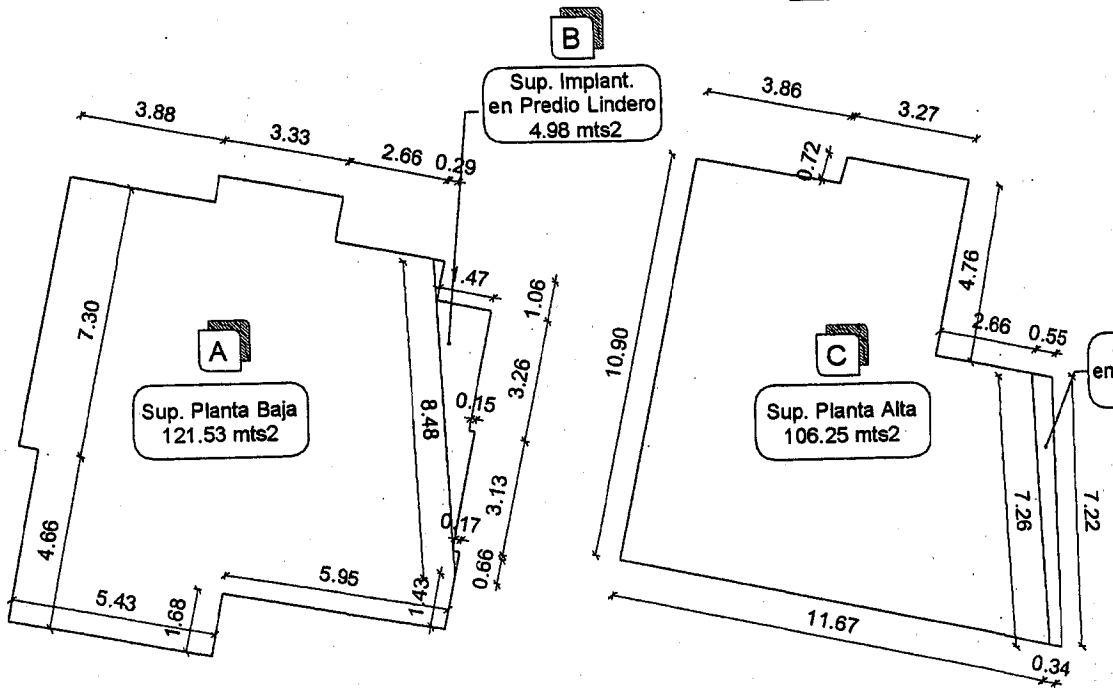 B
Sup. Implant.
en Predio Lindero
4.98 mts2
3.88
3.33
2.66
0.29
1.47
1.06
7.30
A
Sup. Planta Baja
121.53 mts2
8.48
0.15
3.26
3.13
0.17
0.66
4.66
5.43
1.68
5.95
1.43
3.86
3.27
0.72
4.76
10.90
2.66
0.55
C
Sup. Planta Alta
106.25 mts2
en
7.26
7.22
11.67
0.34